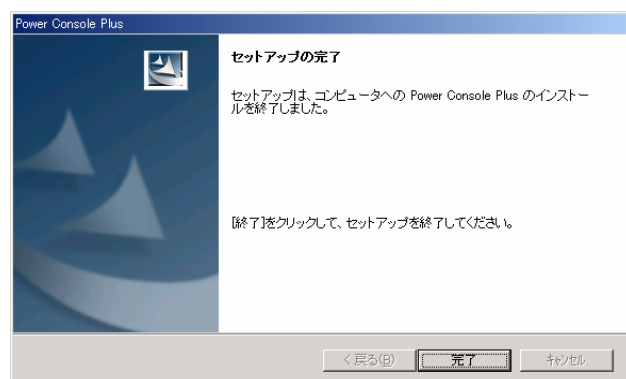 Power Console Plus
セットアップの完了
セットアップは、コンピュータへの Power Console Plus のインストー
ルを終了しました。
[終了]をクリックして、セットアップを終了してください。
< 戻る(B)
完了
キャンセル